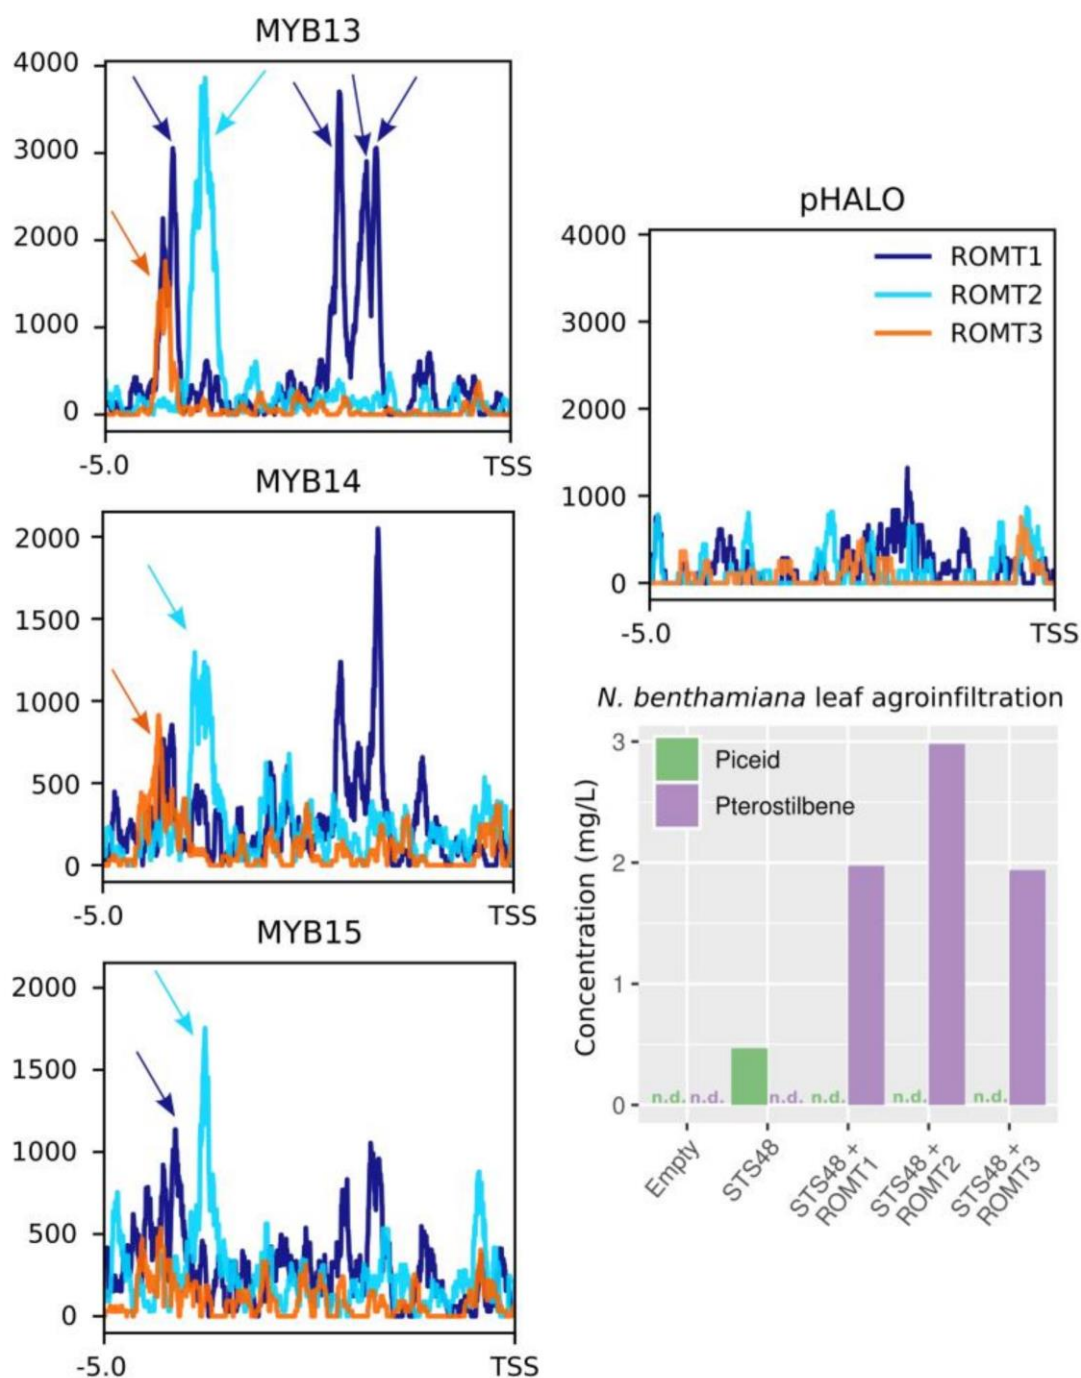 MYB13
4000
3000
2000
1000
0
-5.0 TSS
MYB14
2000
1500
1000
500
0
-5.0 TSS
MYB15
2000
1500
1000
500
0
-5.0 TSS
pHALO
4000
3000
2000
1000
0
ROMT1
ROMT2
ROMT3
-5.0 TSS
N. benthamiana leaf agroinfiltration
Concentration (mg/L)
3
2
1
0
Piceid
Pterostilbene
n.d. n.d. n.d. n.d. n.d. n.d.
Empty
STS48
STS48 +
ROMT1
STS48 +
ROMT2
STS48 +
ROMT3